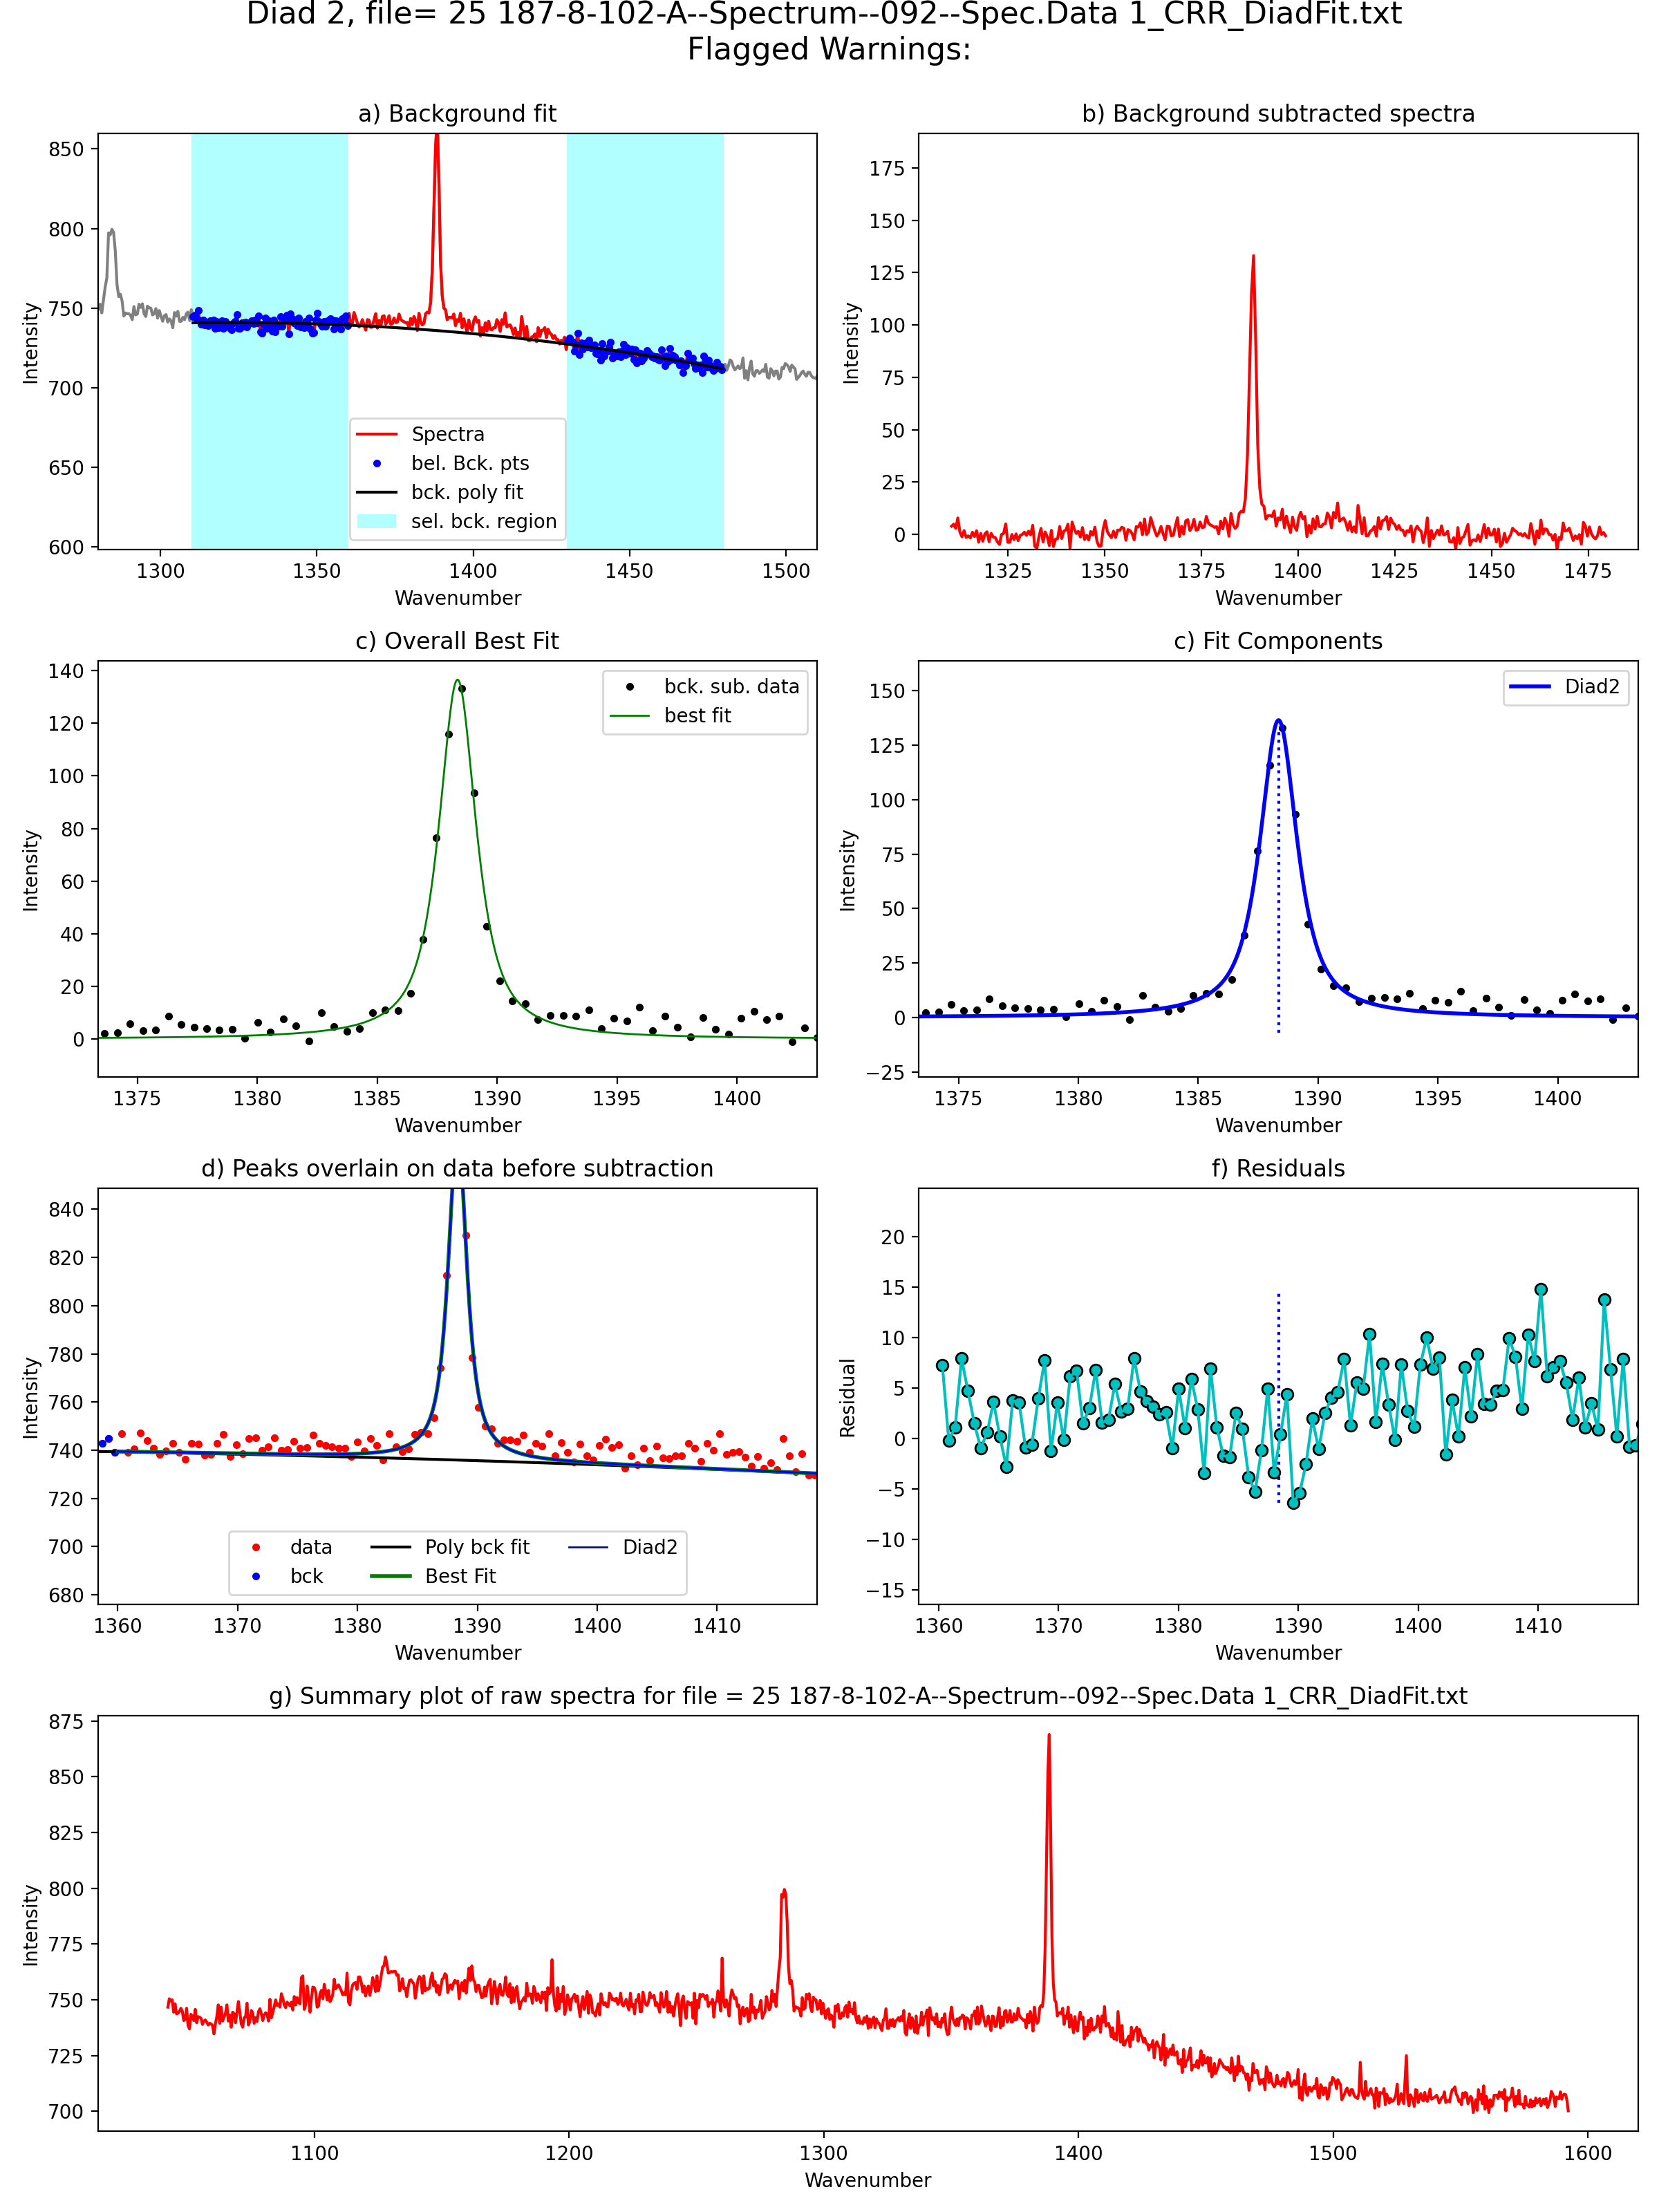 Diad 2, file= 25 187-8-102-A--Spectrum--092--Spec.Data 1_CRR_DiadFit.txt
Flagged Warnings:
a) Background fit
850
800
750
700
650
600
Intensity
Spectra
bel. Bck. pts
bck. poly fit
sel. bck. region
1300 1350 1400 1450 1500
Wavenumber
b) Background subtracted spectra
175
150
125
100
75
50
25
0
Intensity
1325 1350 1375 1400 1425 1450 1475
Wavenumber
c) Overall Best Fit
140
120
100
80
60
40
20
0
Intensity
bck. sub. data
best fit
1375 1380 1385 1390 1395 1400
Wavenumber
c) Fit Components
150
125
100
75
50
25
0
−25
Intensity
Diad2
1375 1380 1385 1390 1395 1400
Wavenumber
d) Peaks overlain on data before subtraction
840
820
800
780
760
740
720
700
680
Intensity
data Poly bck fit Diad2
bck Best Fit
1360 1370 1380 1390 1400 1410
Wavenumber
f) Residuals
20
15
10
5
0
−5
−10
−15
Residual
1360 1370 1380 1390 1400 1410
Wavenumber
g) Summary plot of raw spectra for file = 25 187-8-102-A--Spectrum--092--Spec.Data 1_CRR_DiadFit.txt
875
850
825
800
775
750
725
700
Intensity
1100 1200 1300 1400 1500 1600
Wavenumber